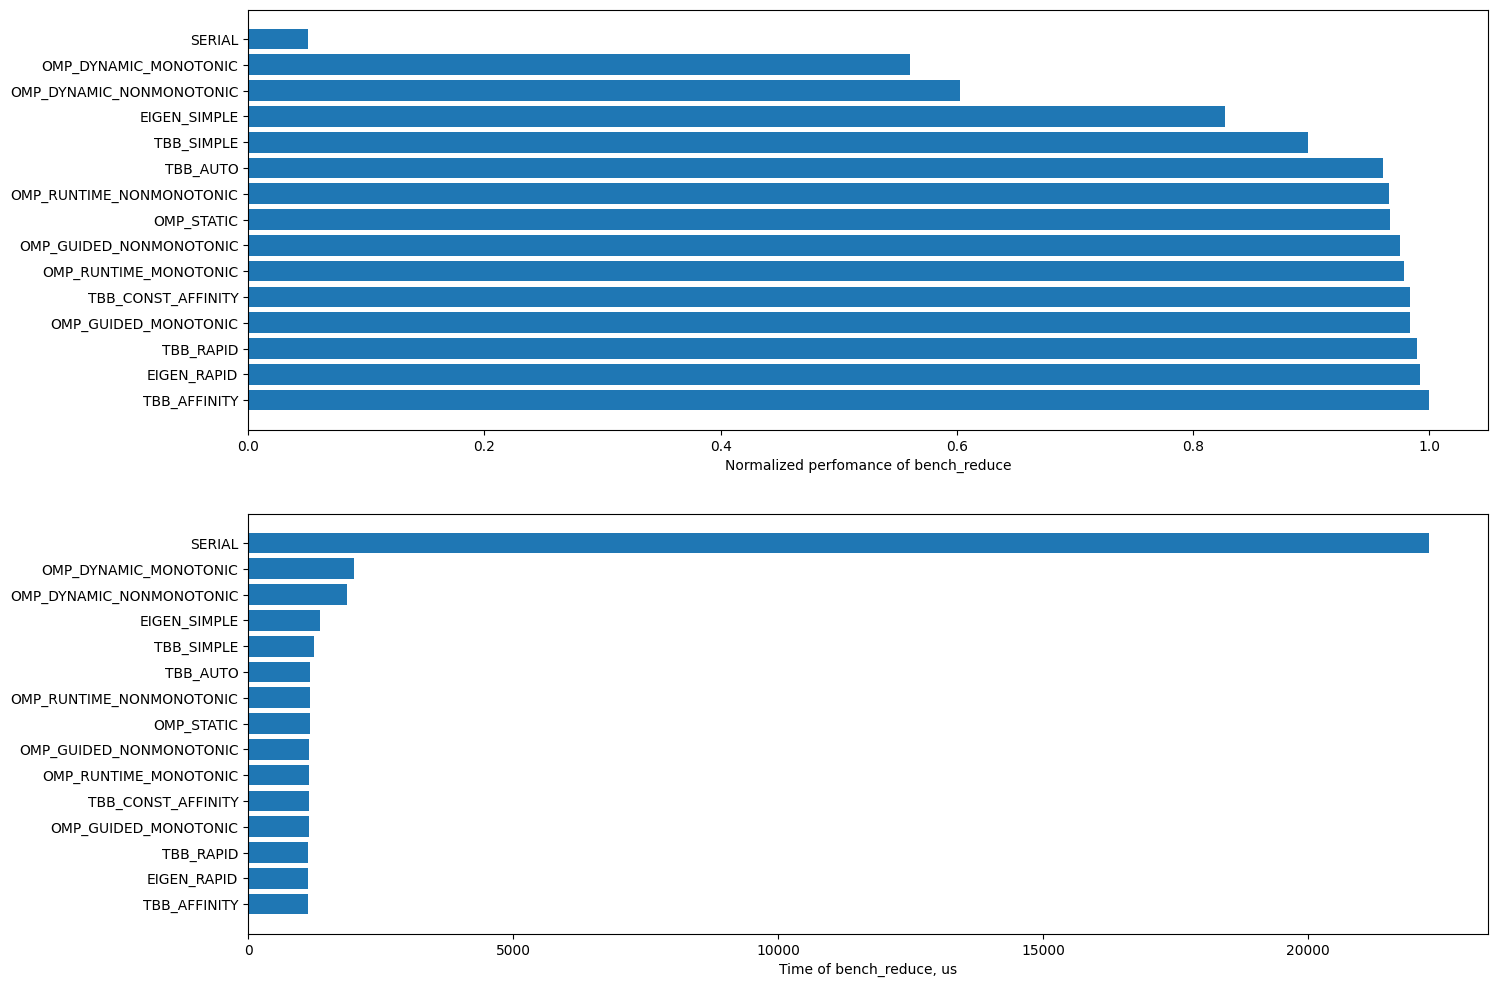 SERIAL
OMP_DYNAMIC_MONOTONIC
OMP_DYNAMIC_NONMONOTONIC
EIGEN_SIMPLE
TBB_SIMPLE
TBB_AUTO
OMP_RUNTIME_NONMONOTONIC
OMP_STATIC
OMP_GUIDED_NONMONOTONIC
OMP_RUNTIME_MONOTONIC
TBB_CONST_AFFINITY
OMP_GUIDED_MONOTONIC
TBB_RAPID
EIGEN_RAPID
TBB_AFFINITY
0.0 0.2 0.4 0.6 0.8 1.0
Normalized perfomance of bench_reduce
SERIAL
OMP_DYNAMIC_MONOTONIC
OMP_DYNAMIC_NONMONOTONIC
EIGEN_SIMPLE
TBB_SIMPLE
TBB_AUTO
OMP_RUNTIME_NONMONOTONIC
OMP_STATIC
OMP_GUIDED_NONMONOTONIC
OMP_RUNTIME_MONOTONIC
TBB_CONST_AFFINITY
OMP_GUIDED_MONOTONIC
TBB_RAPID
EIGEN_RAPID
TBB_AFFINITY
0 5000 10000 15000 20000
Time of bench_reduce, us